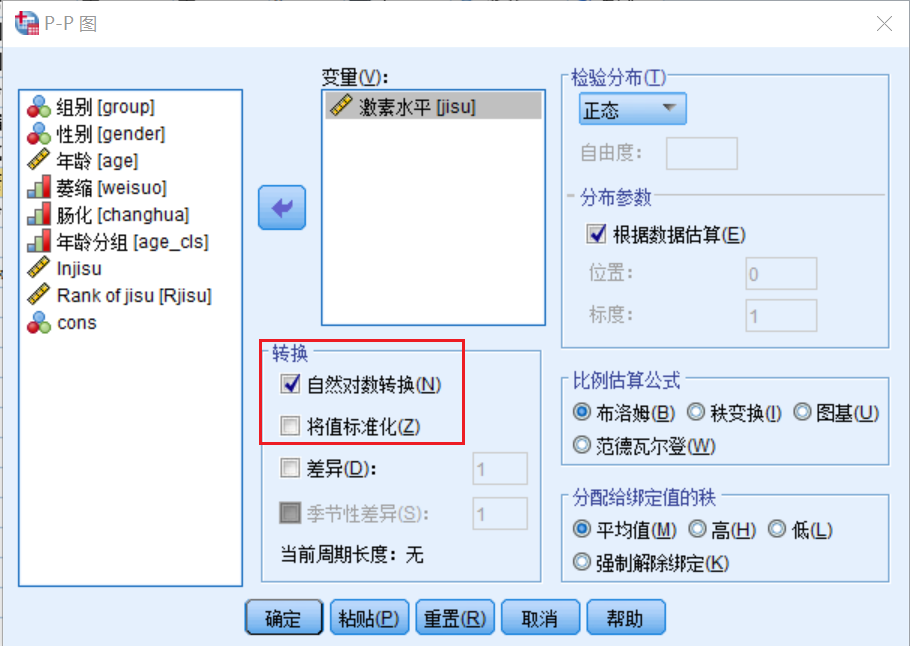 P-P 图
组别 [group]
性别 [gender]
年龄 [age]
萎缩 [weisuo]
肠化 [changhua]
年龄分组 [age_cls]
lnjisu
Rank of jisu [Rjisu]
cons
变量(V):
激素水平 [jisu]
转换
自然对数转换(N)
将值标准化(Z)
差异(D): 1
季节性差异(S): 1
当前周期长度: 无
检验分布(T)
正态
自由度:
分布参数
根据数据估算(E)
位置: 0
标度: 1
比例估算公式
布洛姆(B) 秩变换(I) 图基(U)
范德瓦尔登(W)
分配给绑定值的秩
平均值(M) 高(H) 低(L)
强制解除绑定(K)
确定 粘贴(P) 重置(R) 取消 帮助